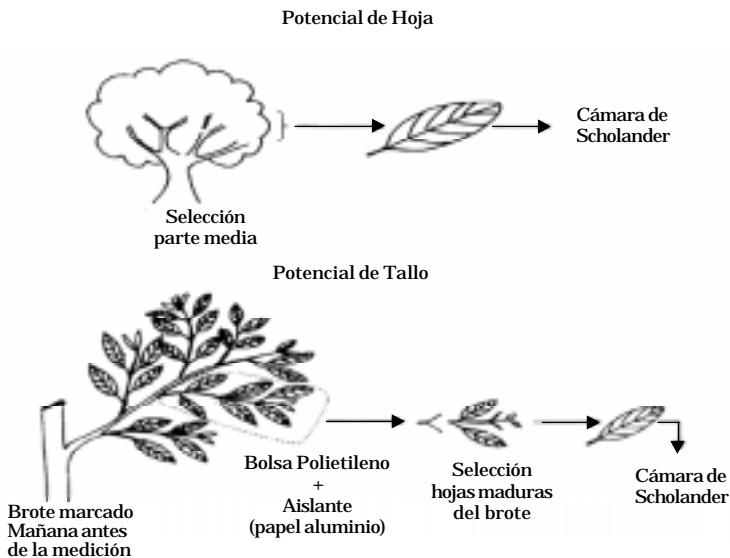 Potencial de Hoja
Cámara de
Scholander
Selección
parte media
Potencial de Tallo
Bolsa Polietileno
+
Aislante
(papel aluminio)
Selección
hojas maduras
del brote
Cámara de
Scholander
Brote marcado
Mañana antes
de la medición